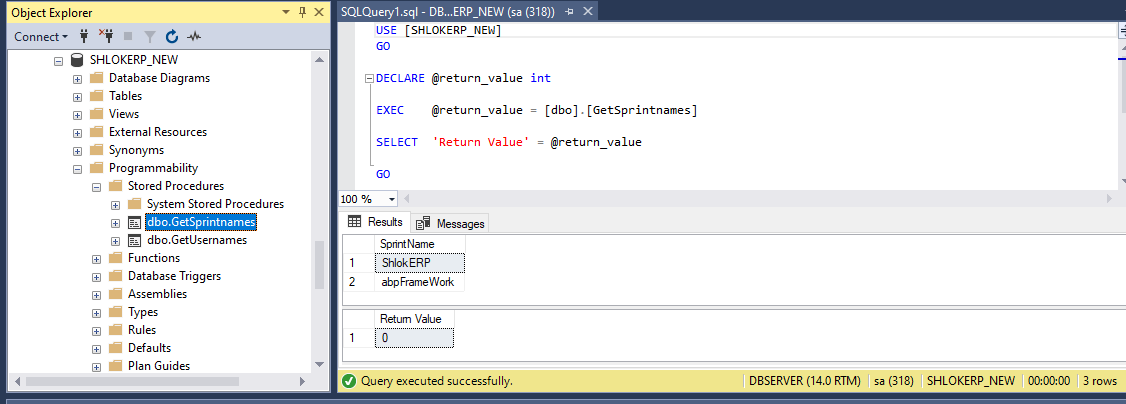 Object Explorer
Connect
SHLOKERP_NEW
Database Diagrams
Tables
Views
External Resources
Synonyms
Programmability
Stored Procedures
System Stored Procedures
dbo.GetSprintnames
dbo.GetUsernames
Functions
Database Triggers
Assemblies
Types
Rules
Defaults
Plan Guides
SQLQuery1.sql - DB...ERP_NEW (sa (318))
USE [SHLOKERP_NEW]
GO
DECLARE @return_value int
EXEC @return_value = [dbo].[GetSprintnames]
SELECT 'Return Value' = @return_value
GO
100 %
Results Messages
SprintName
1 ShlokERP
2 abpFrameWork
Return Value
1 0
Query executed successfully. DBSERVER (14.0 RTM) sa (318) SHLOKERP_NEW 00:00:00 3 rows